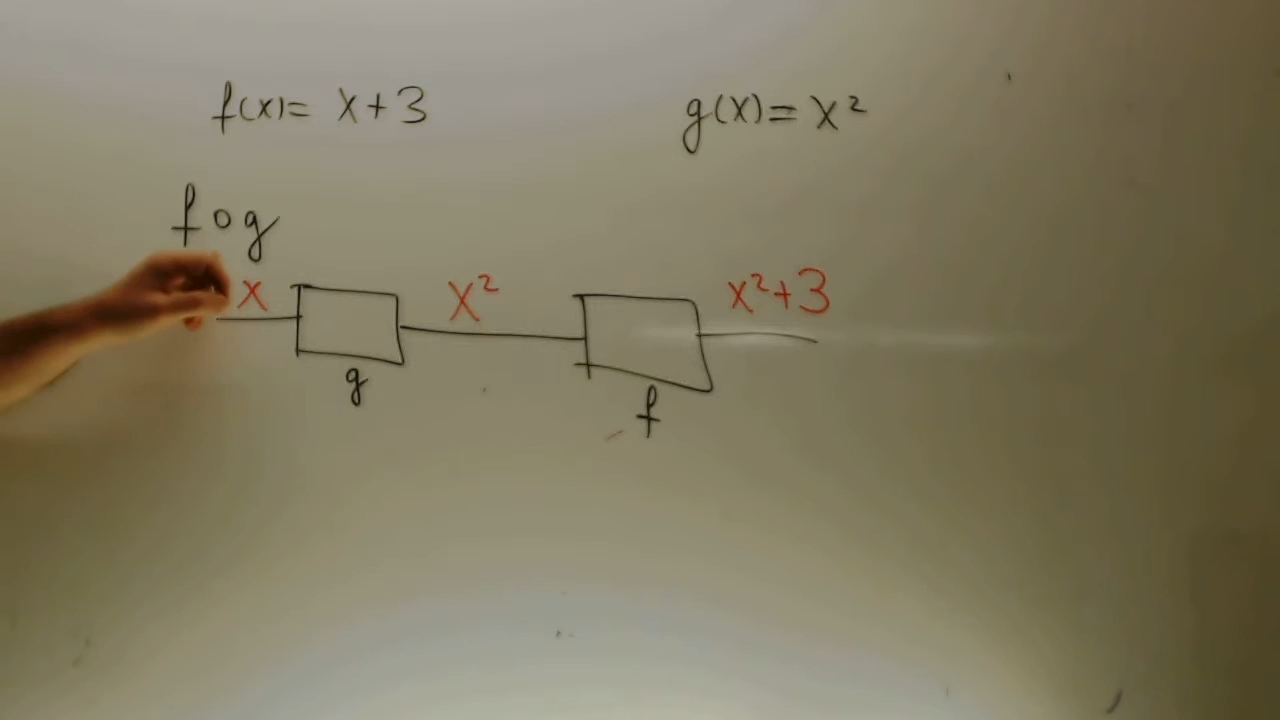 f(x)= x+3 g(x)= x²
f o g
x x² x²+3
g
f